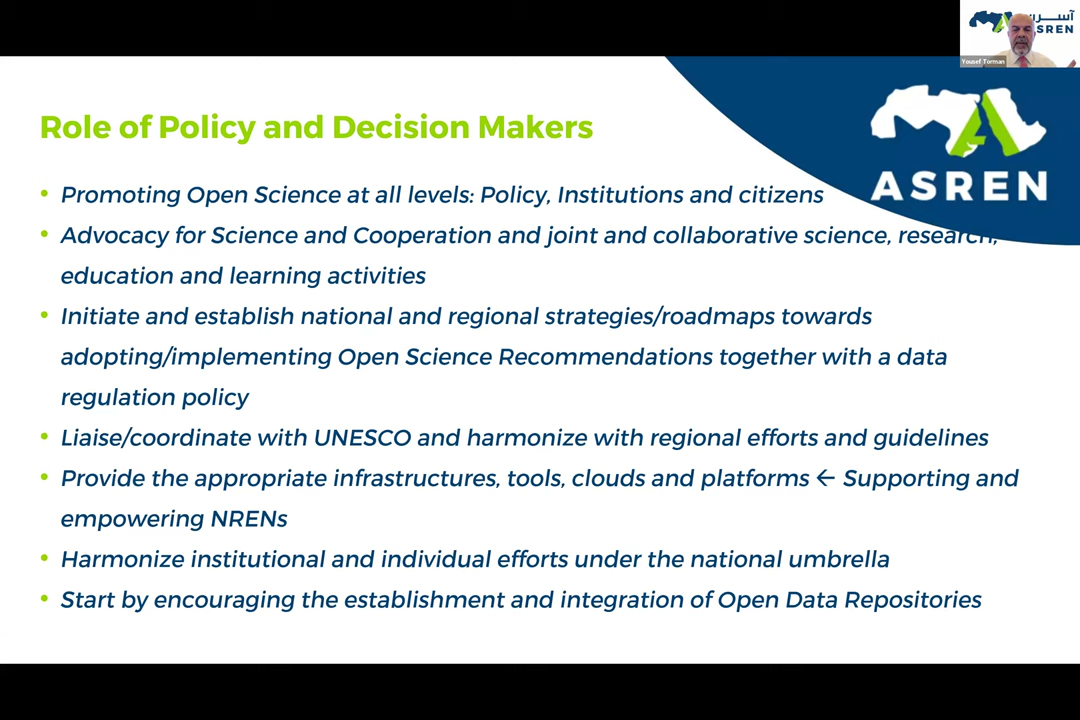 آسرن
ASREN
Yousef Torman
Role of Policy and Decision Makers
ASREN
• Promoting Open Science at all levels: Policy, Institutions and citizens
• Advocacy for Science and Cooperation and joint and collaborative science, research,
education and learning activities
• Initiate and establish national and regional strategies/roadmaps towards
adopting/implementing Open Science Recommendations together with a data
regulation policy
• Liaise/coordinate with UNESCO and harmonize with regional efforts and guidelines
• Provide the appropriate infrastructures, tools, clouds and platforms ← Supporting and
empowering NRENs
• Harmonize institutional and individual efforts under the national umbrella
• Start by encouraging the establishment and integration of Open Data Repositories